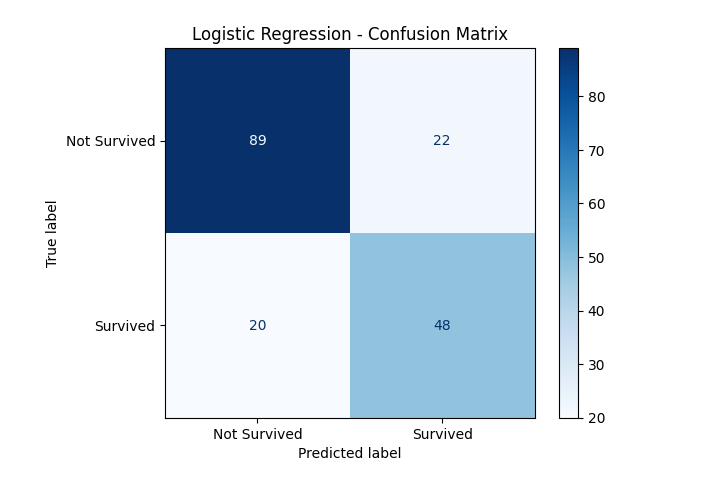 Logistic Regression - Confusion Matrix
Not Survived
89
22
80
70
60
50
40
30
20
True label
Survived
20
48
Not Survived
Survived
Predicted label